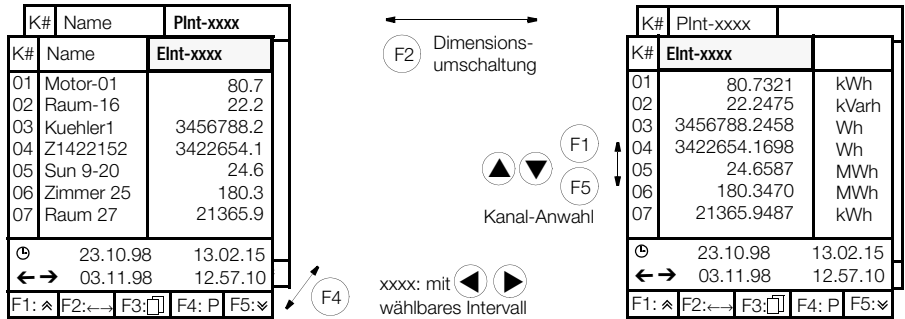 K# Name PInt-xxxx
K# Name EInt-xxxx
01 Motor-01 80.7
02 Raum-16 22.2
03 Kuehler1 3456788.2
04 Z1422152 3422654.1
05 Sun 9-20 24.6
06 Zimmer 25 180.3
07 Raum 27 21365.9
23.10.98 13.02.15
←→ 03.11.98 12.57.10
F1: F2:←→ F3: F4: P F5:
F2 Dimensions-
umschaltung
F1
F5
Kanal-Anwahl
F4
xxxx: mit
wählbares Intervall
K# PInt-xxxx
K# EInt-xxxx
01 80.7321 kWh
02 22.2475 kVarh
03 3456788.2458 Wh
04 3422654.1698 Wh
05 24.6587 MWh
06 180.3470 MWh
07 21365.9487 kWh
23.10.98 13.02.15
←→ 03.11.98 12.57.10
F1: F2:←→ F3: F4: P F5: